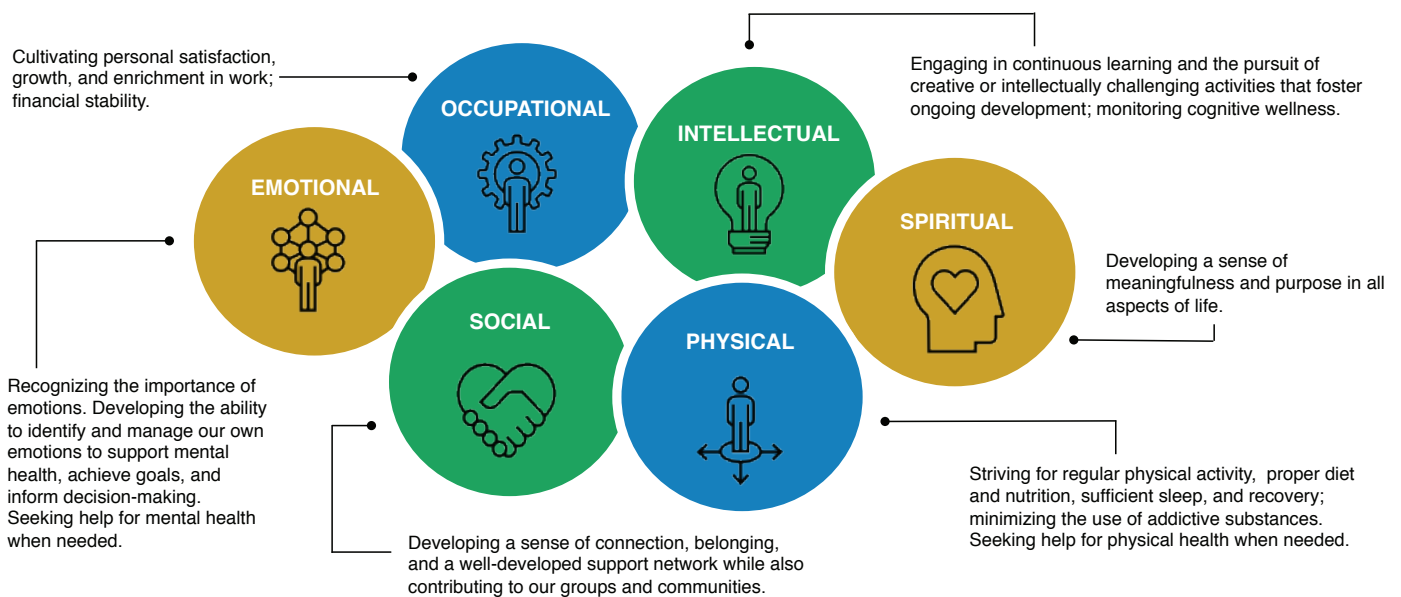 Cultivating personal satisfaction,
growth, and enrichment in work;
financial stability.
OCCUPATIONAL
INTELLECTUAL
Engaging in continuous learning and the pursuit of
creative or intellectually challenging activities that foster
ongoing development; monitoring cognitive wellness.
EMOTIONAL
SPIRITUAL
Developing a sense of
meaningfulness and purpose in all
aspects of life.
SOCIAL
PHYSICAL
Recognizing the importance of
emotions. Developing the ability
to identify and manage our own
emotions to support mental
health, achieve goals, and
inform decision-making.
Seeking help for mental health
when needed.
Developing a sense of connection, belonging,
and a well-developed support network while also
contributing to our groups and communities.
Striving for regular physical activity,  proper diet
and nutrition, sufficient sleep, and recovery;
minimizing the use of addictive substances.
Seeking help for physical health when needed.